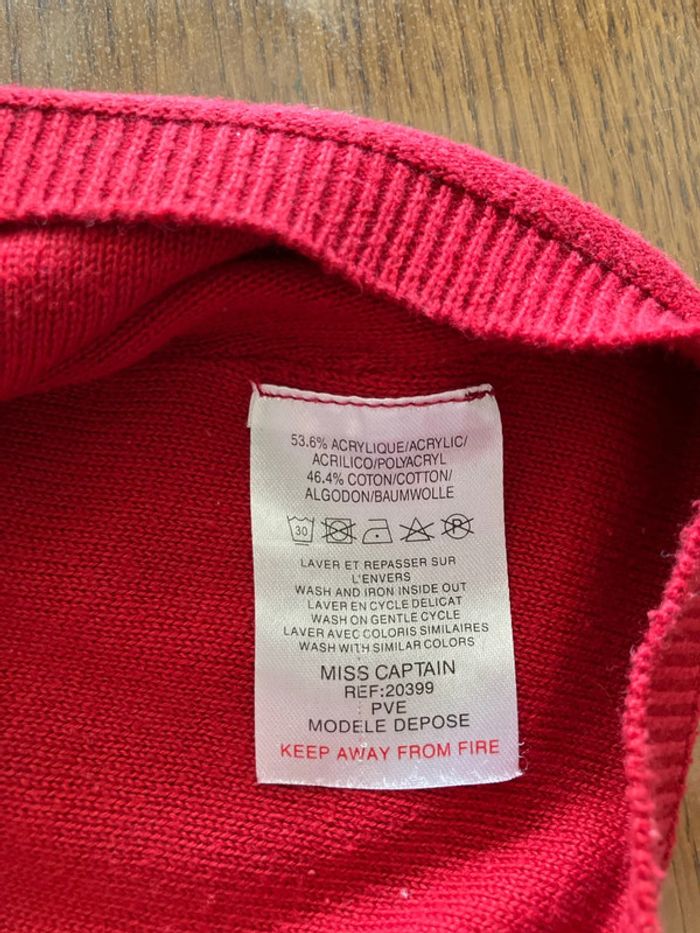 53.6% ACRYLIQUE/ACRYLIC/
ACRILICO/POLYACRYL
46.4% COTON/COTTON/
ALGODON/BAUMWOLLE
30
P
LAVER ET REPASSER SUR
L'ENVERS
WASH AND IRON INSIDE OUT
LAVER EN CYCLE DELICAT
WASH ON GENTLE CYCLE
LAVER AVEC COLORIS SIMILAIRES
WASH WITH SIMILAR COLORS
MISS CAPTAIN
REF:20399
PVE
MODELE DEPOSE
KEEP AWAY FROM FIRE